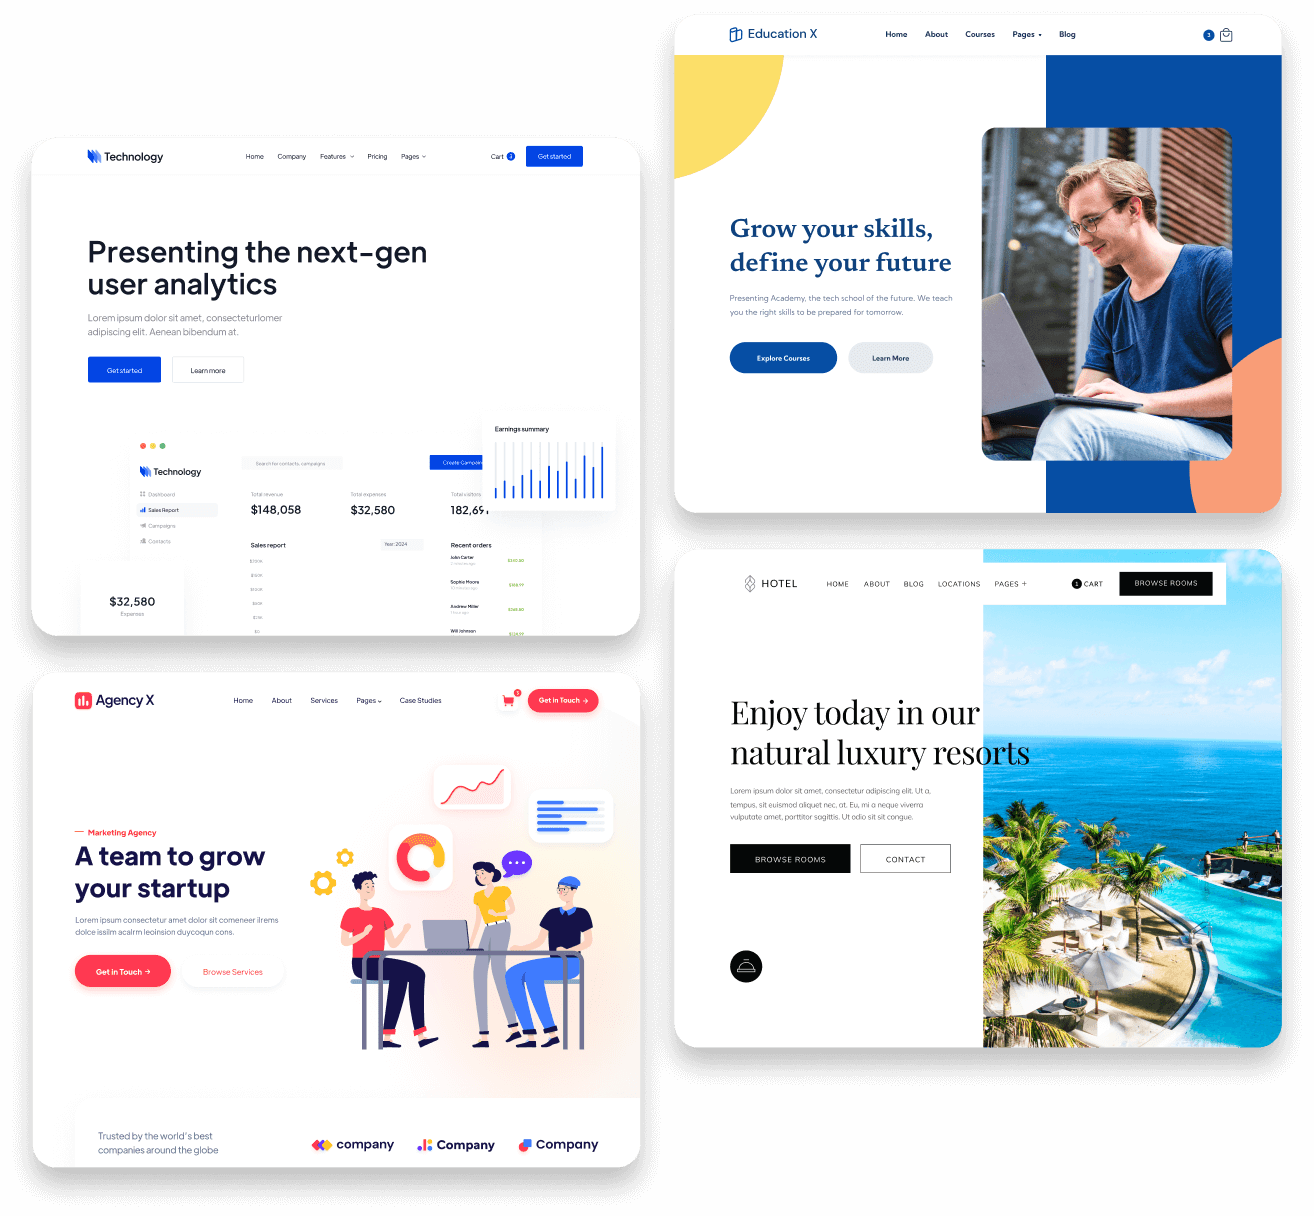 Technology
Home Company Features Pricing Pages
Cart 2 Get started
Presenting the next-gen
user analytics
Lorem ipsum dolor sit amet, consecteturlomer
adipiscing elit. Aenean bibendum at.
Get started Learn more
Technology
Dashboard
Sales Report
Campaigns
Contacts
Search for contacts, campaigns
Create Campaign
Total revenue
$148,058
Total expenses
$32,580
Total visitors
182,691
Earnings summary
Sales report
Year: 2024
$0
Recent orders
John Carter
Sophie Moore
Andrew Miller
Will Johnson
$32,580
Expenses
Education X
Home About Courses Pages Blog
3
Grow your skills,
define your future
Presenting Academy, the tech school of the future. We teach
you the right skills to be prepared for tomorrow.
Explore Courses Learn More
Agency X
Home About Services Pages Case Studies
Get in Touch →
Marketing Agency
A team to grow
your startup
Lorem ipsum consectetur amet dolor sit comeneer ilrems
dolce issilm acalrm leoinsion duycoqun cons.
Get in Touch → Browse Services
Trusted by the world's best
companies around the globe
company Company Company
HOTEL
HOME ABOUT BLOG LOCATIONS PAGES +
1 CART BROWSE ROOMS
Enjoy today in our
natural luxury resorts
Lorem ipsum dolor sit amet, consectetur adipiscing elit. Ut a,
tempus, sit euismod aliquet nec, at. Eu, mi a neque viverra
vulputate amet, porttitor sagittis. Ut odio sit sit congue.
BROWSE ROOMS CONTACT